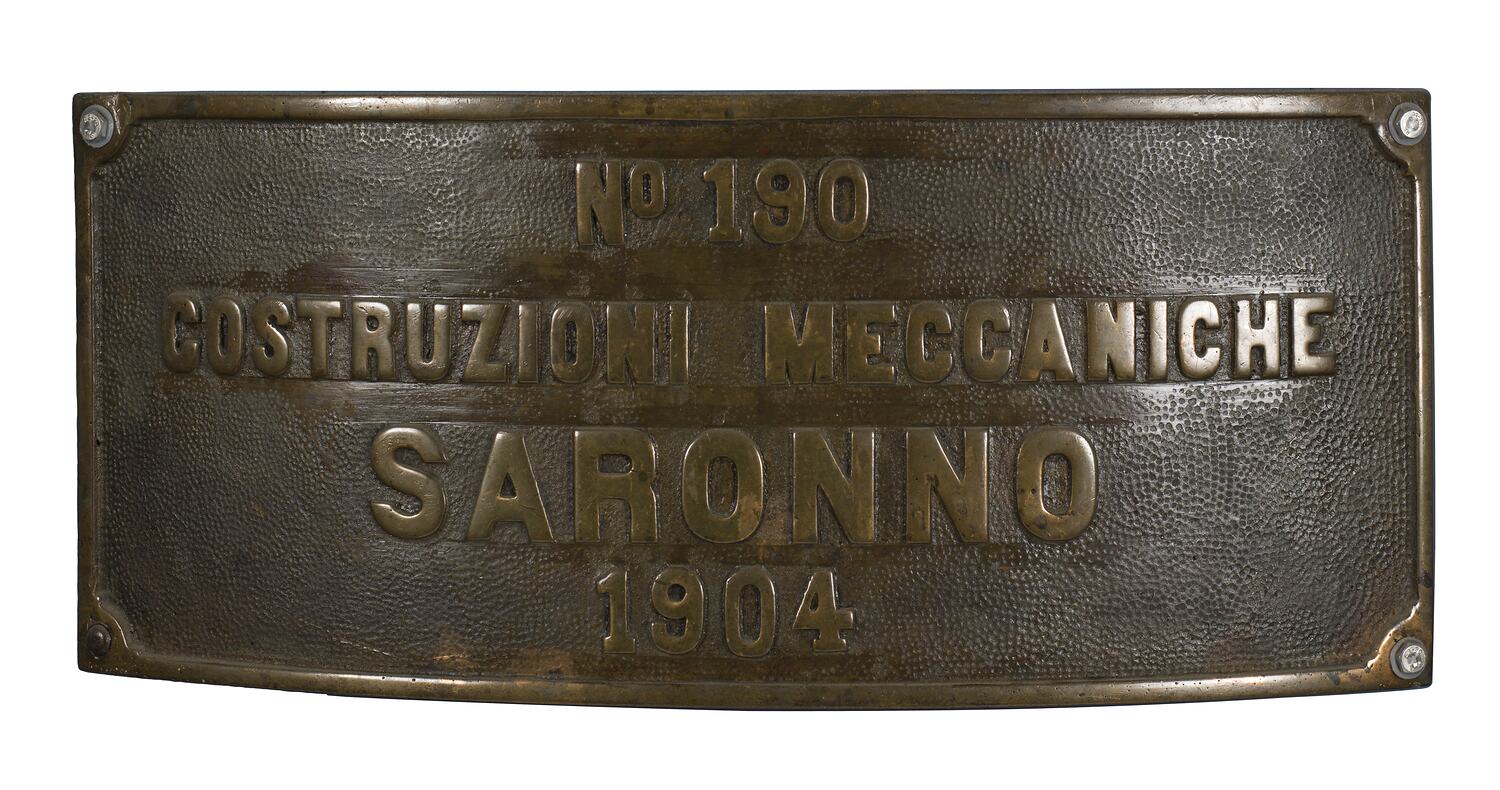 Nº 190
COSTRUZIONI MECCANICHE
SARONNO
1904